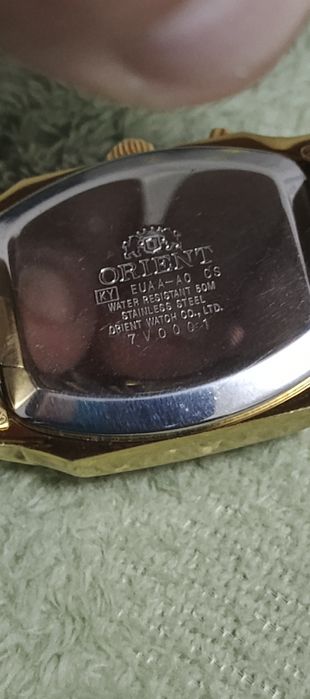 ORIENT
KY EUAA-A0 CS
WATER RESISTANT 50M
STAINLESS STEEL
ORIENT WATCH CO., LTD.
7V0001